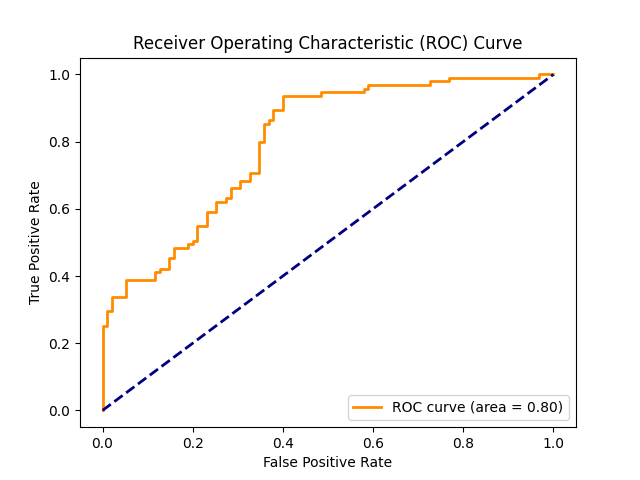 Receiver Operating Characteristic (ROC) Curve
1.0
0.8
0.6
0.4
0.2
0.0
True Positive Rate
ROC curve (area = 0.80)
0.0 0.2 0.4 0.6 0.8 1.0
False Positive Rate